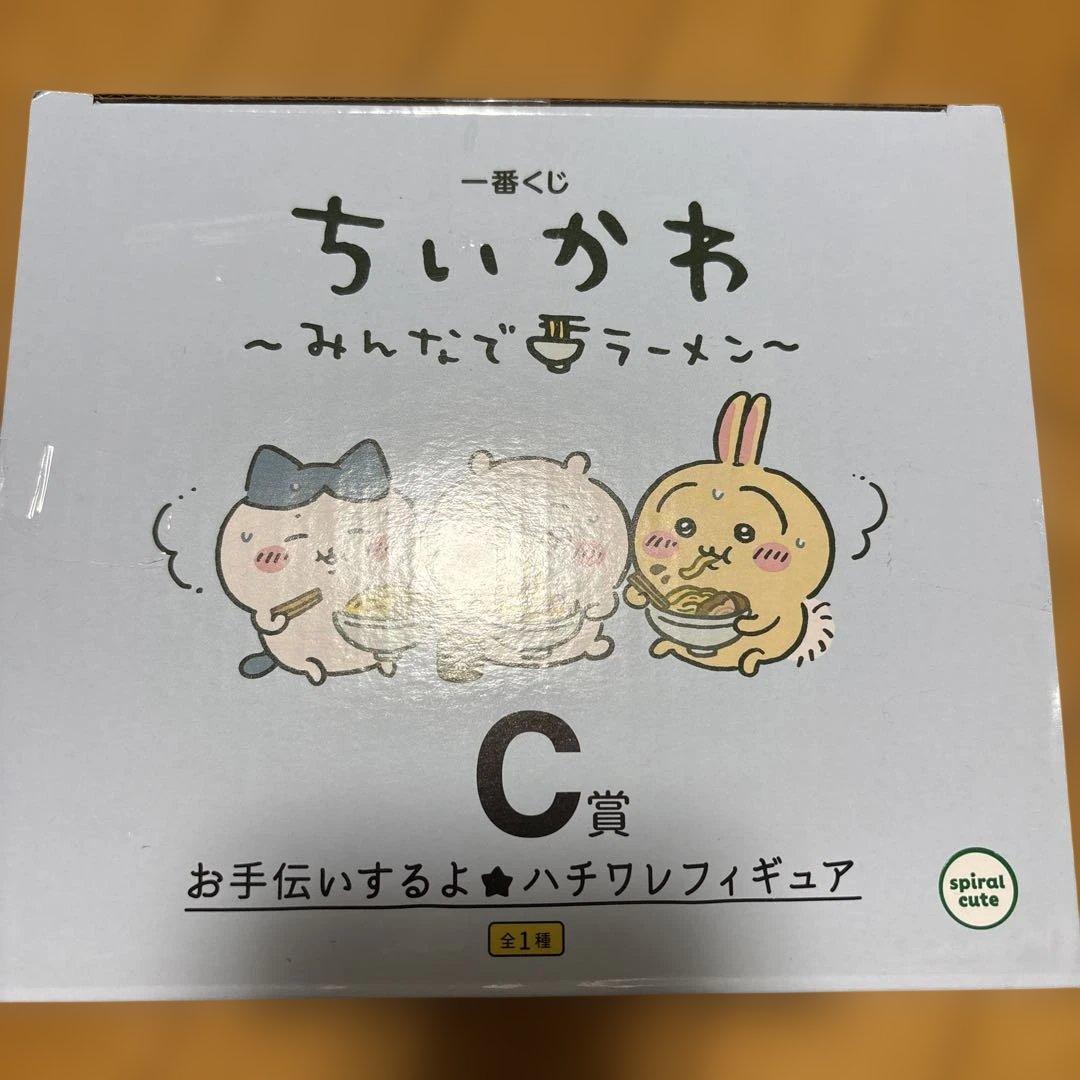 一番くじ
ちいかわ
～みんなでラーメン～
C賞
お手伝いするよ★ハチワレフィギュア
全1種
spiral
cute